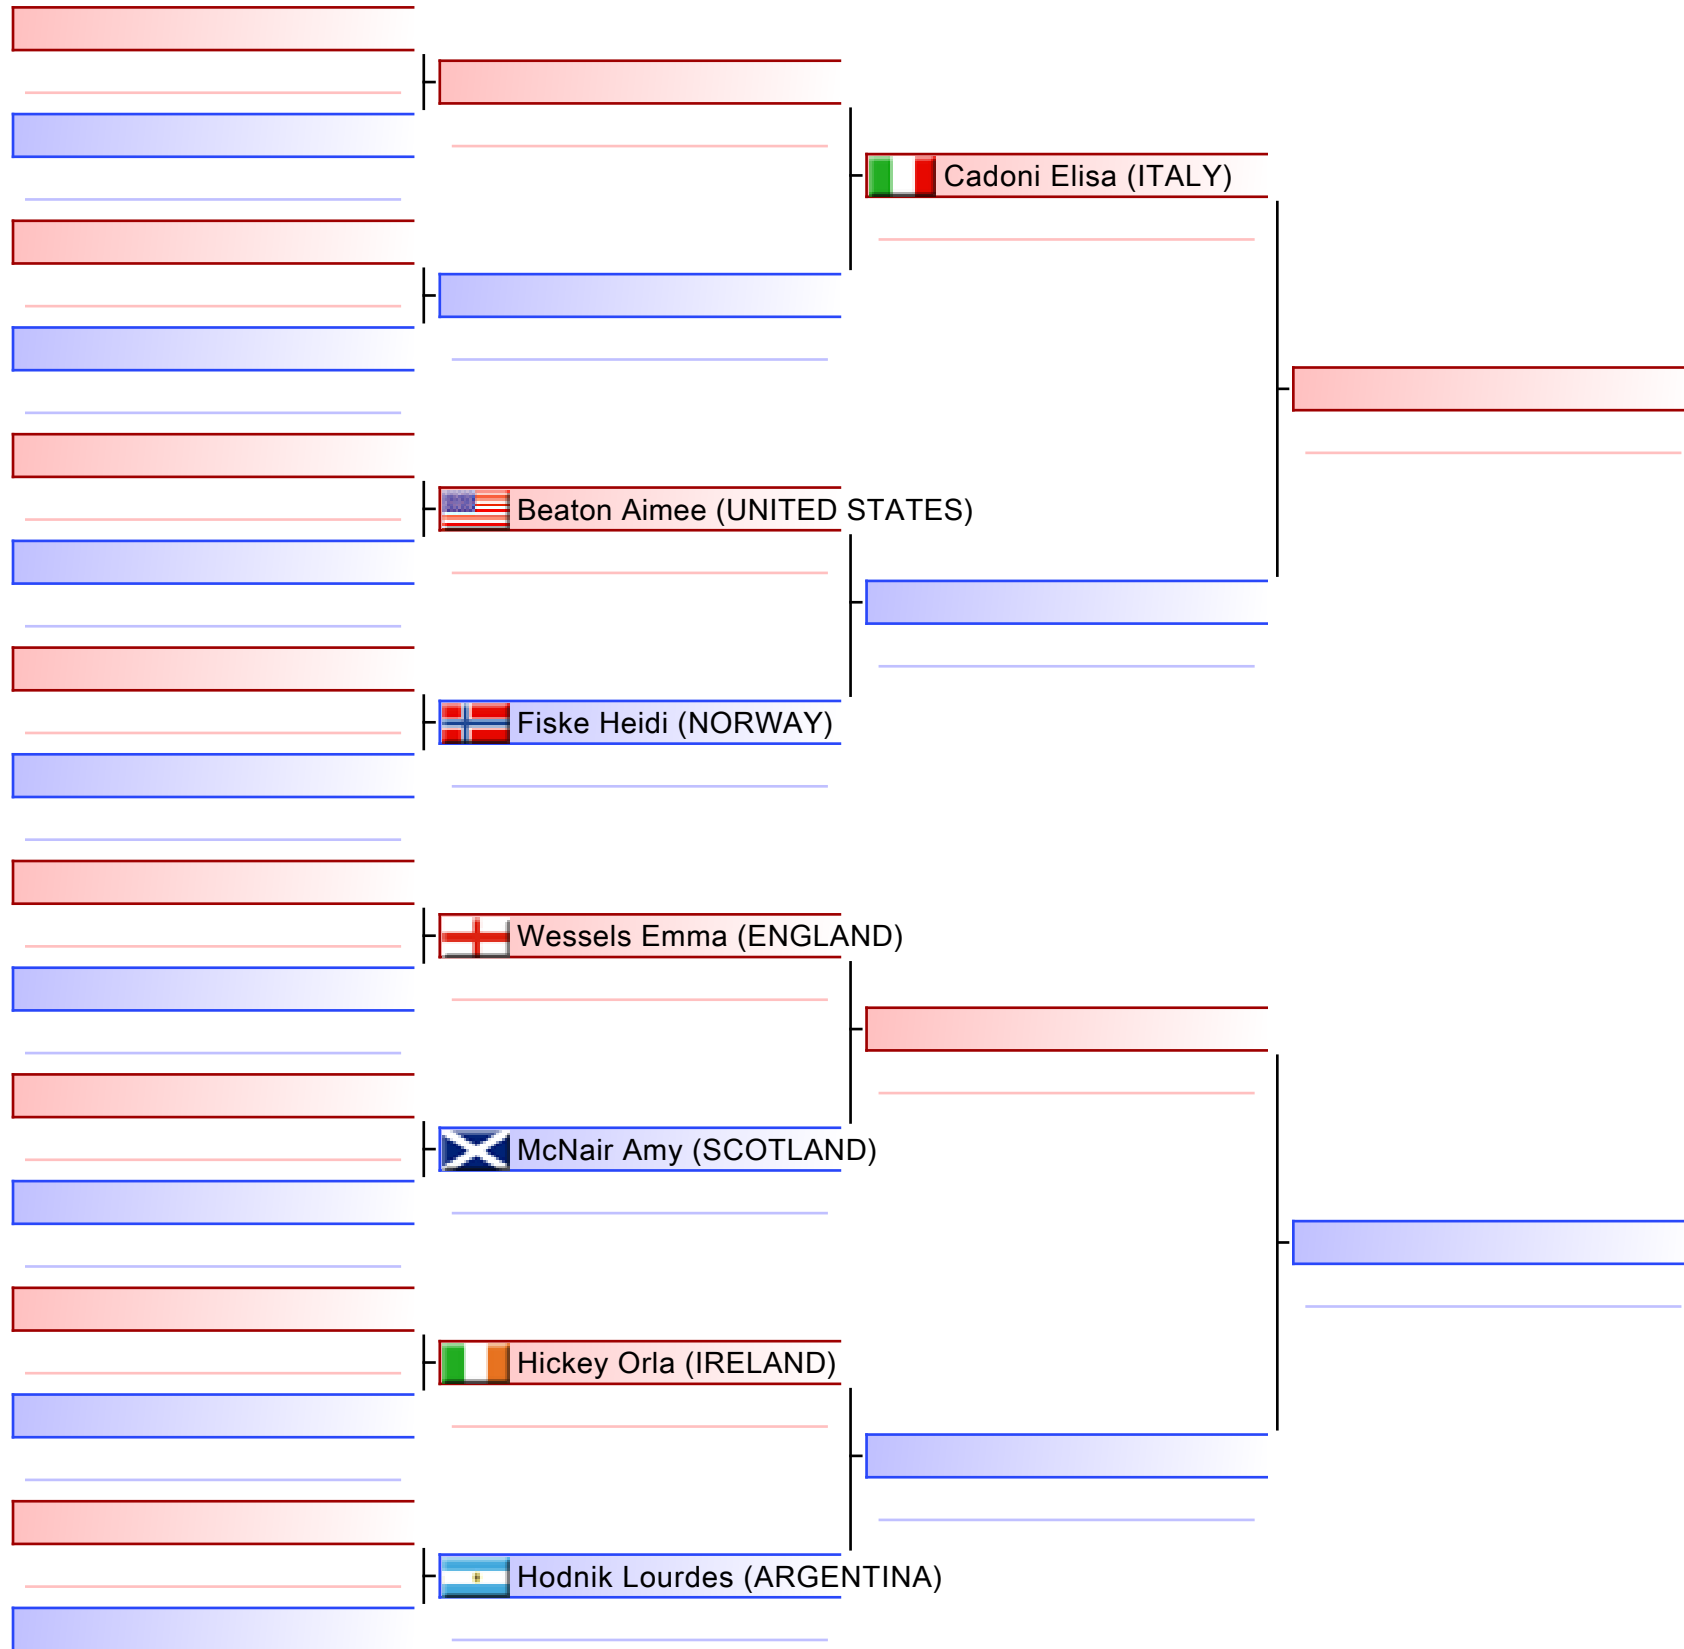 Cadoni Elisa (ITALY)
Beaton Aimee (UNITED STATES)
Fiske Heidi (NORWAY)
Wessels Emma (ENGLAND)
McNair Amy (SCOTLAND)
Hickey Orla (IRELAND)
Hodnik Lourdes (ARGENTINA)